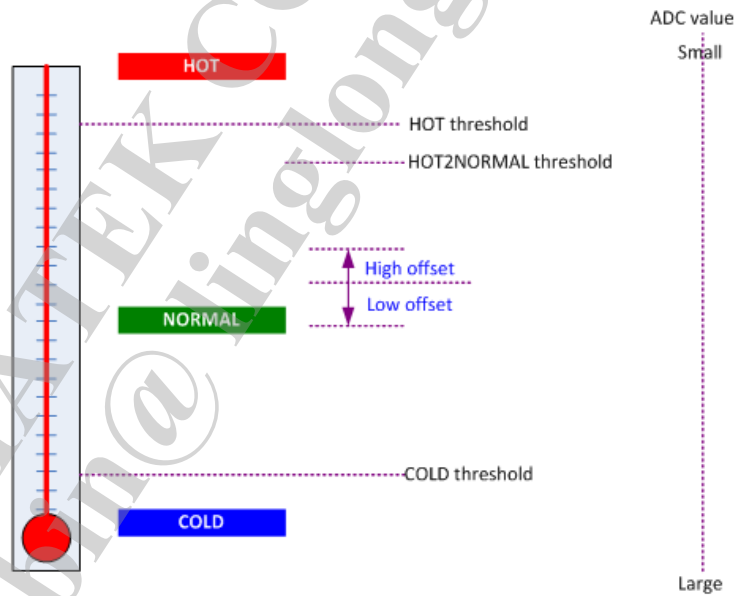 ADC value
Small
HOT
HOT threshold
HOT2NORMAL threshold
High offset
Low offset
NORMAL
COLD threshold
COLD
Large